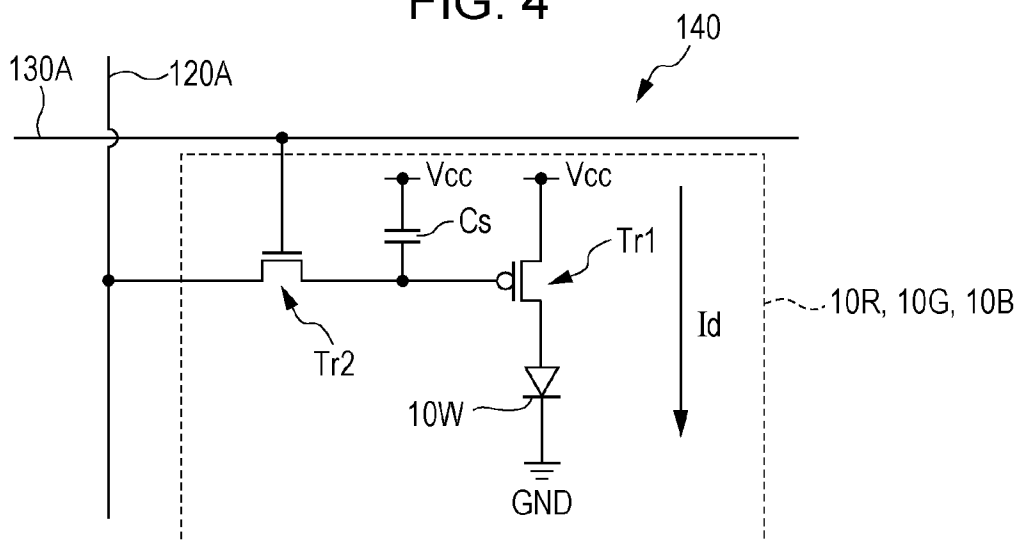 FIG. 4
140
130A
120A
Vcc
Vcc
Cs
Tr1
10R, 10G, 10B
Id
Tr2
10W
GND